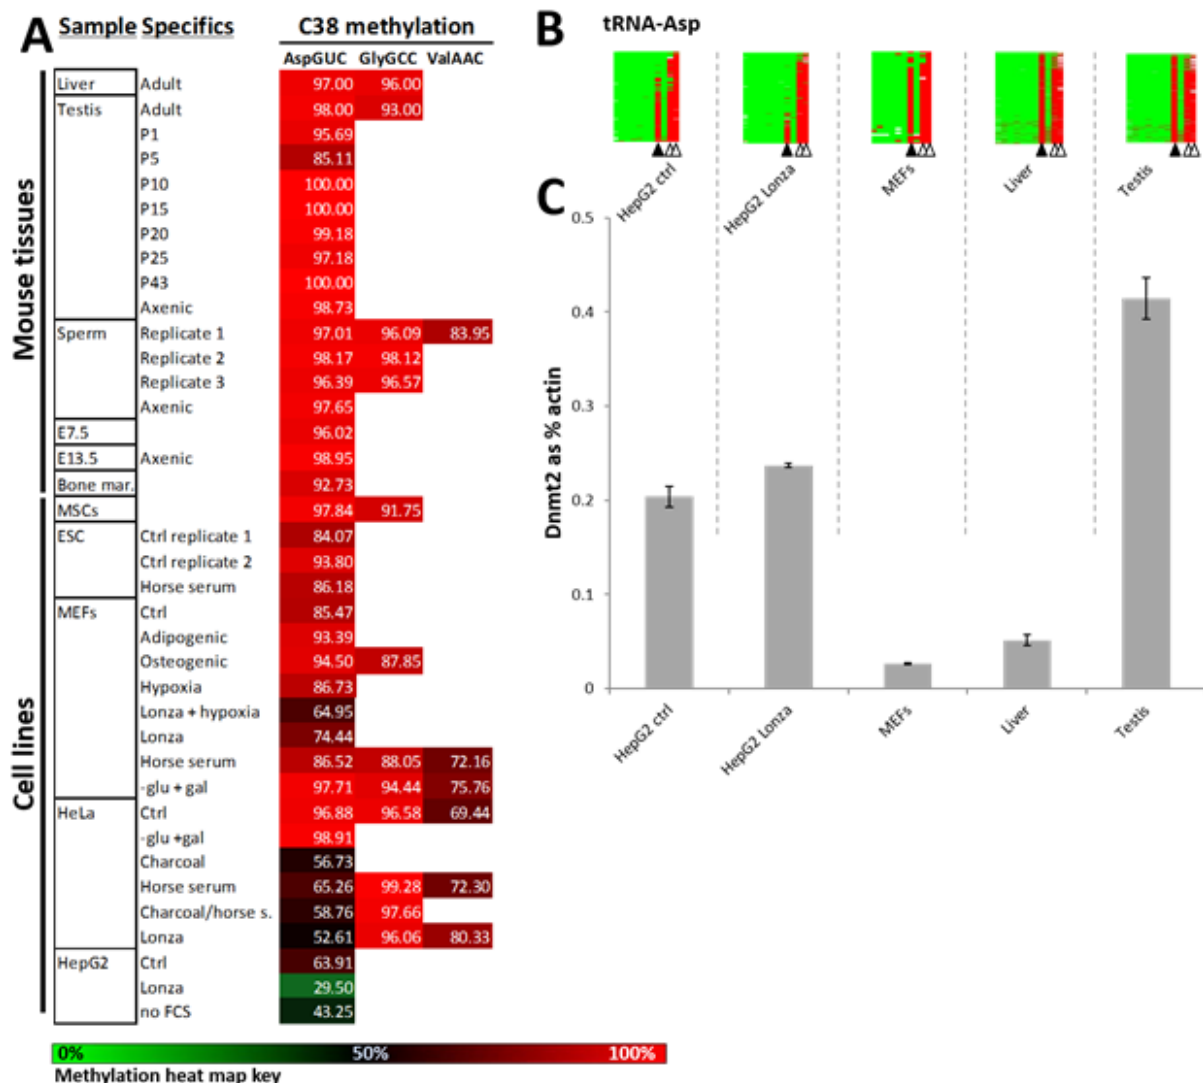 A
Sample Specifics C38 methylation
AspGUC GlyGCC ValAAC
Mouse tissues
Liver Adult 97.00 96.00
Testis Adult 98.00 93.00
P1 95.69
P5 85.11
P10 100.00
P15 100.00
P20 99.18
P25 97.18
P43 100.00
Axenic 98.73
Sperm Replicate 1 97.01 96.09 83.95
Replicate 2 98.17 98.12
Replicate 3 96.39 96.57
Axenic 97.65
E7.5 96.02
E13.5 Axenic 98.95
Bone mar. 92.73
Cell lines
MSCs 97.84 91.75
ESC Ctrl replicate 1 84.07
Ctrl replicate 2 93.80
Horse serum 86.18
MEFs Ctrl 85.47
Adipogenic 93.39
Osteogenic 94.50 87.85
Hypoxia 86.73
Lonza + hypoxia 64.95
Lonza 74.44
Horse serum 86.52 88.05 72.16
-glu + gal 97.71 94.44 75.76
HeLa Ctrl 96.88 96.58 69.44
-glu +gal 98.91
Charcoal 56.73
Horse serum 65.26 99.28 72.30
Charcoal/horse s. 58.76 97.66
Lonza 52.61 96.06 80.33
HepG2 Ctrl 63.91
Lonza 29.50
no FCS 43.25
0% 50% 100%
Methylation heat map key
B tRNA-Asp
HepG2 ctrl HepG2 Lonza MEFs Liver Testis
C
Dnmt2 as % actin
0.5
0.4
0.3
0.2
0.1
0
HepG2 ctrl HepG2 Lonza MEFs Liver Testis